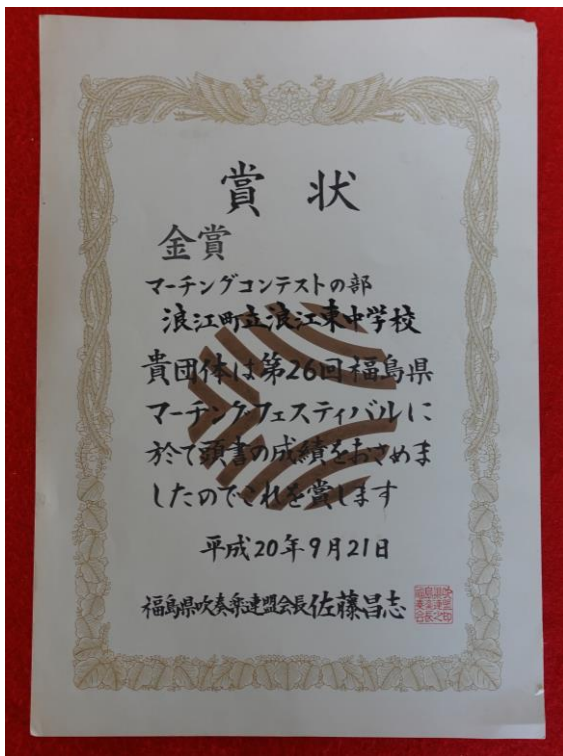 賞状
金賞
マーチングコンテストの部
浪江町立浪江東中学校
貴団体は第26回福島県
マーチングフェスティバルに
於て頭書の成績をおさめま
したのでこれを賞します
平成20年9月21日
福島県吹奏楽連盟会長佐藤昌志